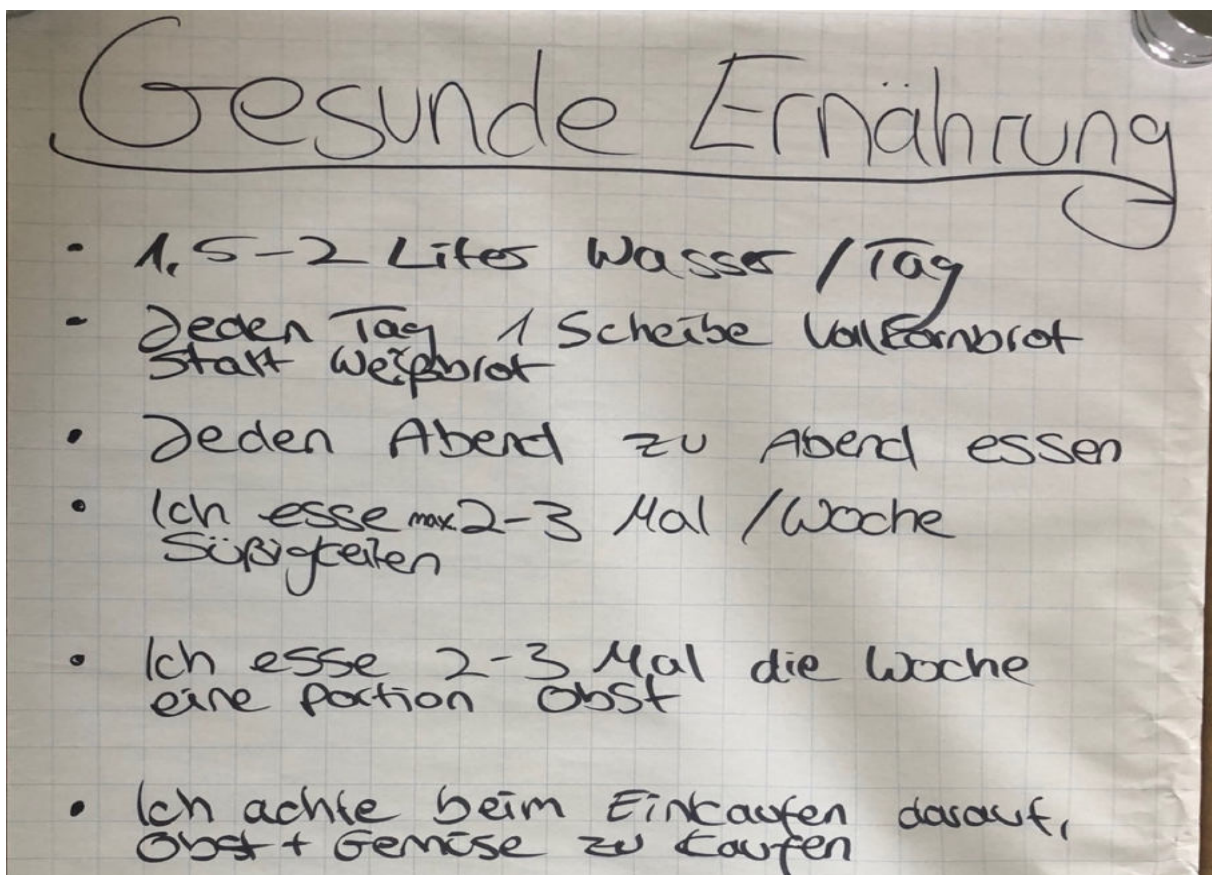 Gesunde Ernährung
- 1,5-2 Liter Wasser / Tag
- Jeden Tag 1 Scheibe Vollkornbrot
statt Weißbrot
• Jeden Abend zu Abend essen
• Ich esse max. 2-3 Mal / Woche
Süßigkeiten
• Ich esse 2-3 Mal die Woche
eine Portion Obst
• Ich achte beim Einkaufen darauf,
Obst + Gemüse zu kaufen